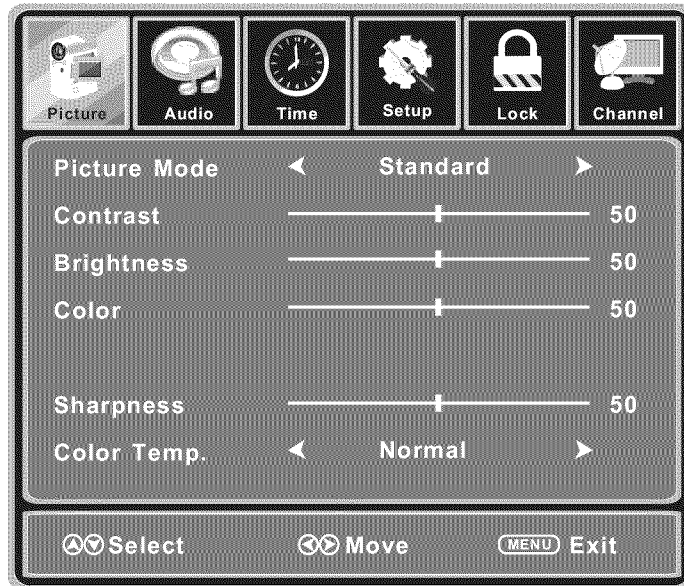 Picture Audio Time Setup Lock Channel
Picture Mode Standard
Contrast 50
Brightness 50
Color 50
Sharpness 50
Color Temp. Normal
Select Move MENU Exit